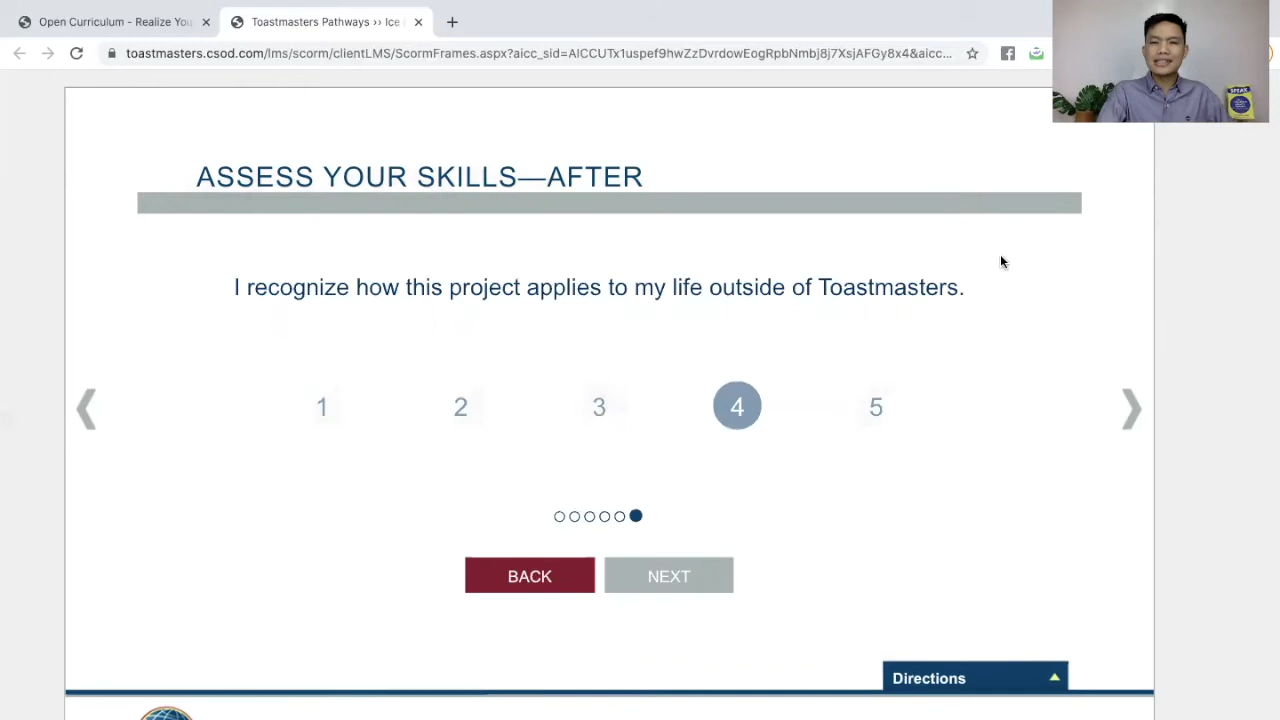 Open Curriculum - Realize You
Toastmasters Pathways ›› Ice
toastmasters.csod.com/lms/scorm/clientLMS/ScormFrames.aspx?aicc_sid=AICCUTx1uspef9hwZzDvrdowEogRpbNmbj8j7XsjAFGy8x4&aicc...
SPEAK
ASSESS YOUR SKILLS—AFTER
I recognize how this project applies to my life outside of Toastmasters.
1 2 3 4 5
BACK NEXT
Directions